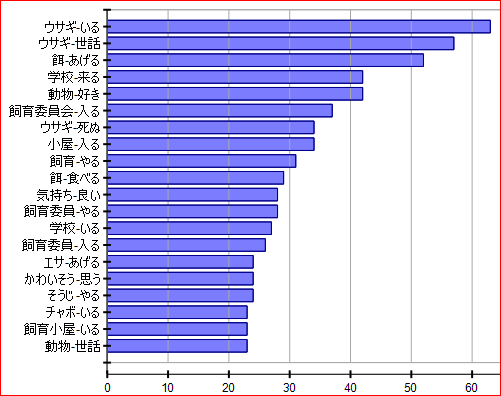 ウサギ-いる
ウサギ-世話
餌-あげる
学校-来る
動物-好き
飼育委員会-入る
ウサギ-死ぬ
小屋-入る
飼育-やる
餌-食べる
気持ち-良い
飼育委員-やる
学校-いる
飼育委員-入る
エサ-あげる
かわいそう-思う
そうじ-やる
チャボ-いる
飼育小屋-いる
動物-世話
0 10 20 30 40 50 60